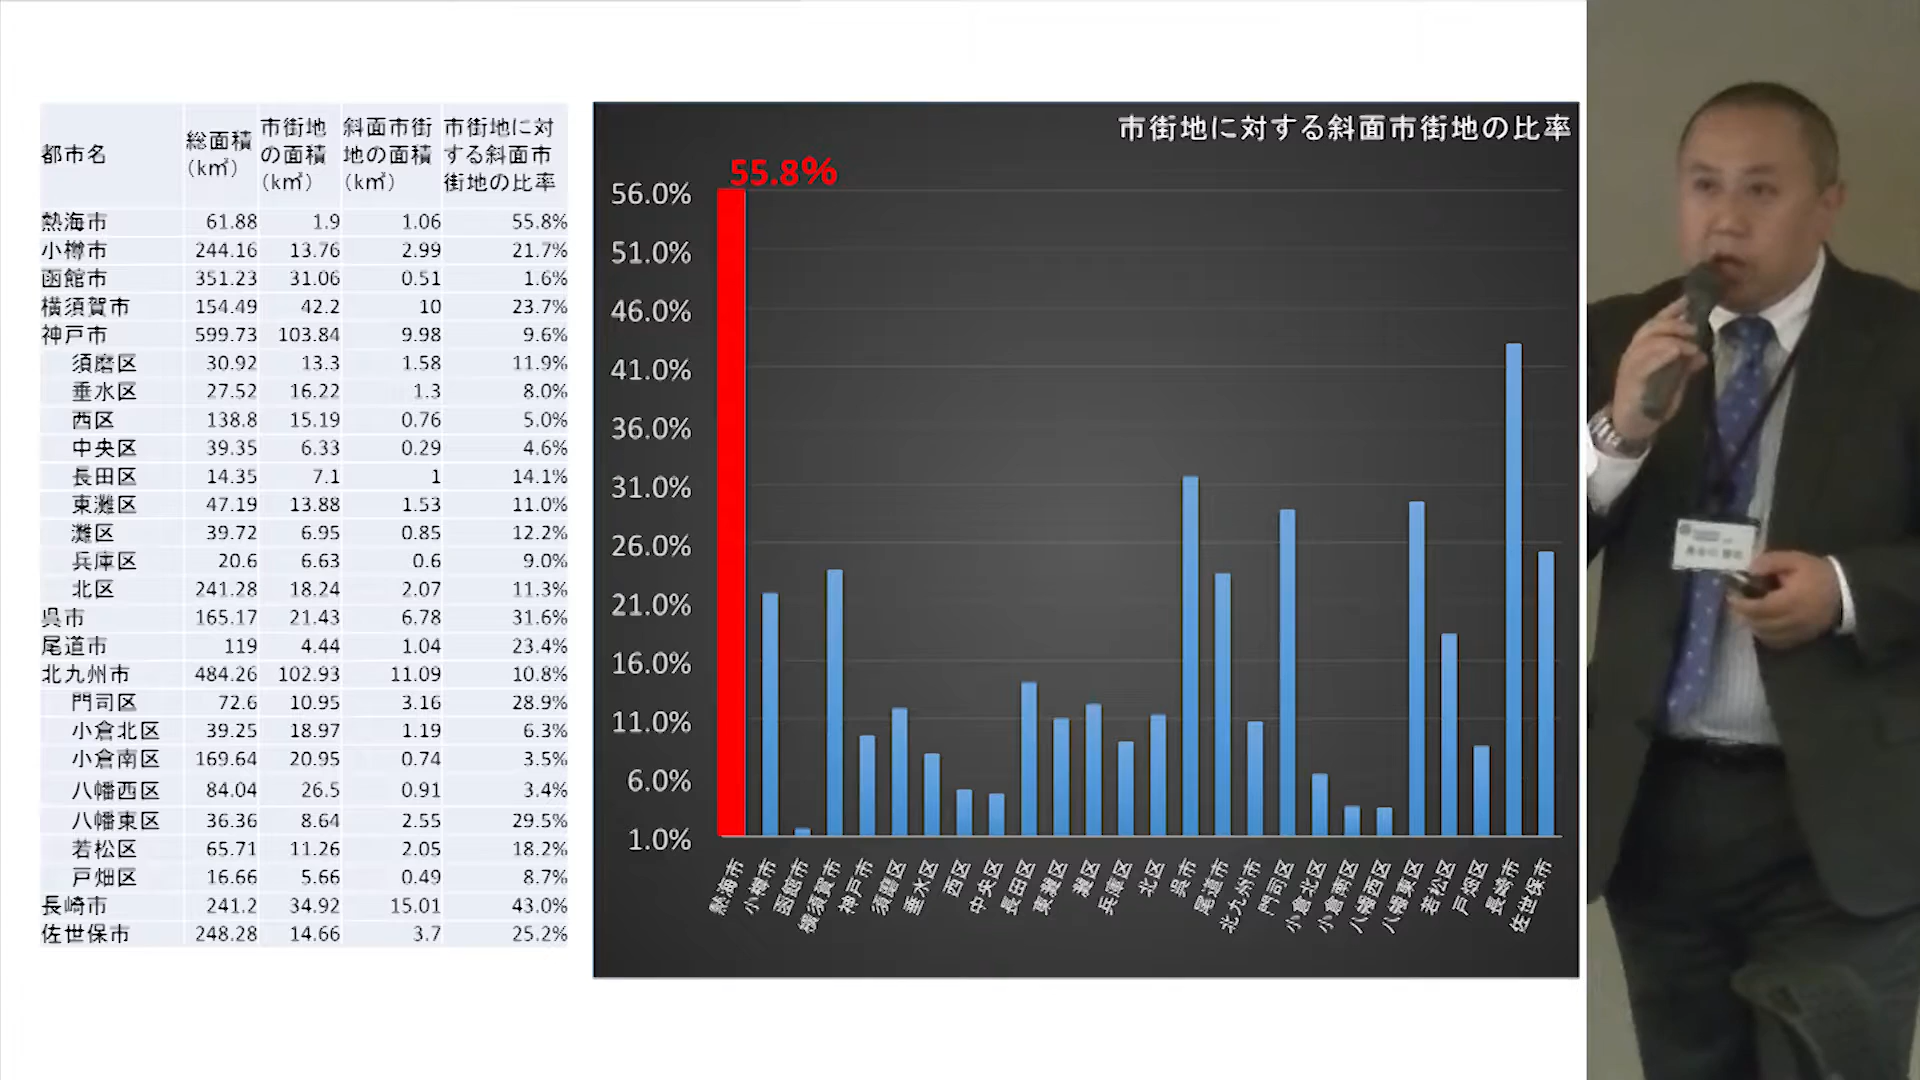 都市名 総面積（k㎡） 市街地の面積（k㎡） 斜面市街地の面積（k㎡） 市街地に対する斜面市街地の比率
熱海市 61.88 1.9 1.06 55.8%
小樽市 244.16 13.76 2.99 21.7%
函館市 351.23 31.06 0.51 1.6%
横須賀市 154.49 42.2 10 23.7%
神戸市 599.73 103.84 9.98 9.6%
須磨区 30.92 13.3 1.58 11.9%
垂水区 27.52 16.22 1.3 8.0%
西区 138.8 15.19 0.76 5.0%
中央区 39.35 6.33 0.29 4.6%
長田区 14.35 7.1 1 14.1%
東灘区 47.19 13.88 1.53 11.0%
灘区 39.72 6.95 0.85 12.2%
兵庫区 20.6 6.63 0.6 9.0%
北区 241.28 18.24 2.07 11.3%
呉市 165.17 21.43 6.78 31.6%
尾道市 119 4.44 1.04 23.4%
北九州市 484.26 102.93 11.09 10.8%
門司区 72.6 10.95 3.16 28.9%
小倉北区 39.25 18.97 1.19 6.3%
小倉南区 169.64 20.95 0.74 3.5%
八幡西区 84.04 26.5 0.91 3.4%
八幡東区 36.36 8.64 2.55 29.5%
若松区 65.71 11.26 2.05 18.2%
戸畑区 16.66 5.66 0.49 8.7%
長崎市 241.2 34.92 15.01 43.0%
佐世保市 248.28 14.66 3.7 25.2%
市街地に対する斜面市街地の比率
55.8%
56.0%
51.0%
46.0%
41.0%
36.0%
31.0%
26.0%
21.0%
16.0%
11.0%
6.0%
1.0%
熱海市
小樽市
函館市
横須賀市
神戸市
須磨区
垂水区
西区
中央区
長田区
東灘区
灘区
兵庫区
北区
呉市
尾道市
北九州市
門司区
小倉北区
小倉南区
八幡西区
八幡東区
若松区
戸畑区
長崎市
佐世保市